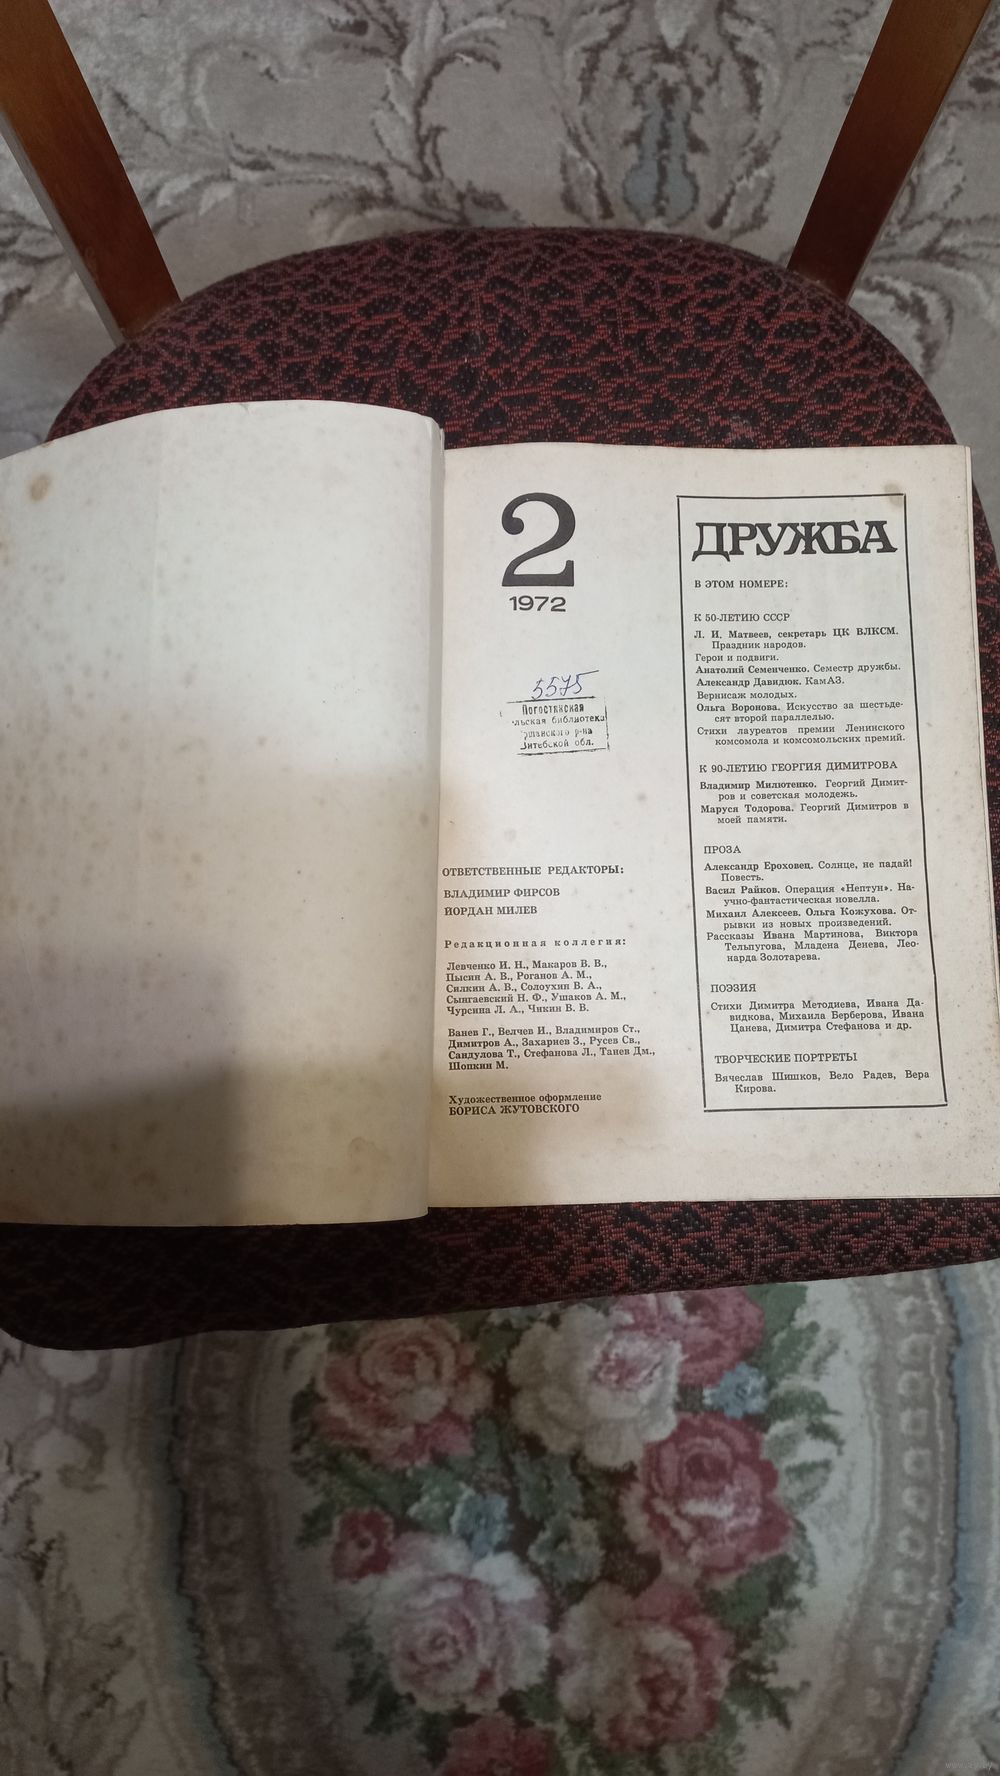 2
1972
5575
Погостянская
льская библиотека
р-на
Витебской обл.
ОТВЕТСТВЕННЫЕ РЕДАКТОРЫ:
ВЛАДИМИР ФИРСОВ
ЙОРДАН МИЛЕВ
Редакционная коллегия:
Левченко И. Н., Макаров В. В.,
Пысин А. В., Роганов А. М.,
Силкин А. В., Солоухин В. А.,
Сынгаевский Н. Ф., Ушаков А. М.,
Чурсина Л. А., Чикин В. В.
Ванев Г., Велчев И., Владимиров Ст.,
Димитров А., Захариев З., Русев Св.,
Сандулова Т., Стефанова Л., Танев Дм.,
Шопкин М.
Художественное оформление
БОРИСА ЖУТОВСКОГО
ДРУЖБА
В ЭТОМ НОМЕРЕ:
К 50-ЛЕТИЮ СССР
Л. И. Матвеев, секретарь ЦК ВЛКСМ.
Праздник народов.
Герои и подвиги.
Анатолий Семенченко. Семестр дружбы.
Александр Давидюк. КамАЗ.
Вернисаж молодых.
Ольга Воронова. Искусство за шестьде-
сят второй параллелью.
Стихи лауреатов премии Ленинского
комсомола и комсомольских премий.
К 90-ЛЕТИЮ ГЕОРГИЯ ДИМИТРОВА
Владимир Милютенко. Георгий Димит-
ров и советская молодежь.
Маруся Тодорова. Георгий Димитров в
моей памяти.
ПРОЗА
Александр Ероховец. Солнце, не падай!
Повесть.
Васил Райков. Операция «Нептун». На-
учно-фантастическая новелла.
Михаил Алексеев. Ольга Кожухова. От-
рывки из новых произведений.
Рассказы Ивана Мартинова, Виктора
Тельпугова, Младена Денева, Лео-
нарда Золотарева.
ПОЭЗИЯ
Стихи Димитра Методиева, Ивана Да-
видкова, Михаила Берберова, Ивана
Цанева, Димитра Стефанова и др.
ТВОРЧЕСКИЕ ПОРТРЕТЫ
Вячеслав Шишков, Вело Радев, Вера
Кирова.